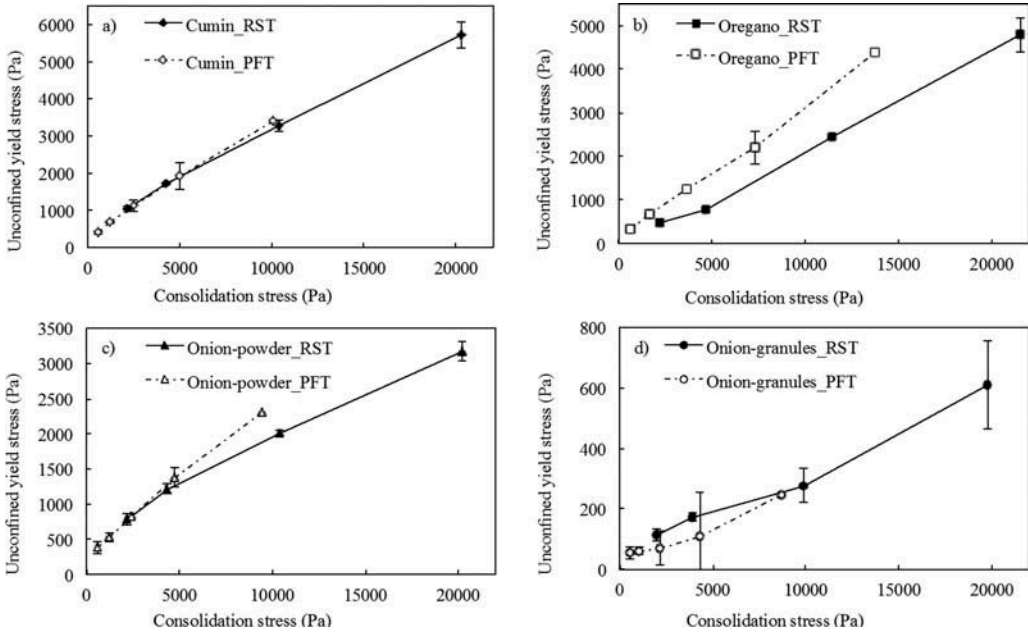 a)
Cumin_RST
Cumin_PFT
Unconfined yield stress (Pa)
6000
5000
4000
3000
2000
1000
0
0 5000 10000 15000 20000
Consolidation stress (Pa)
b)
Oregano_RST
Oregano_PFT
Unconfined yield stress (Pa)
5000
4000
3000
2000
1000
0
0 5000 10000 15000 20000
Consolidation stress (Pa)
c)
Onion-powder_RST
Onion-powder_PFT
Unconfined yield stress (Pa)
3500
3000
2500
2000
1500
1000
500
0
0 5000 10000 15000 20000
Consolidation stress (Pa)
d)
Onion-granules_RST
Onion-granules_PFT
Unconfined yield stress (Pa)
800
600
400
200
0
0 5000 10000 15000 20000
Consolidation stress (Pa)